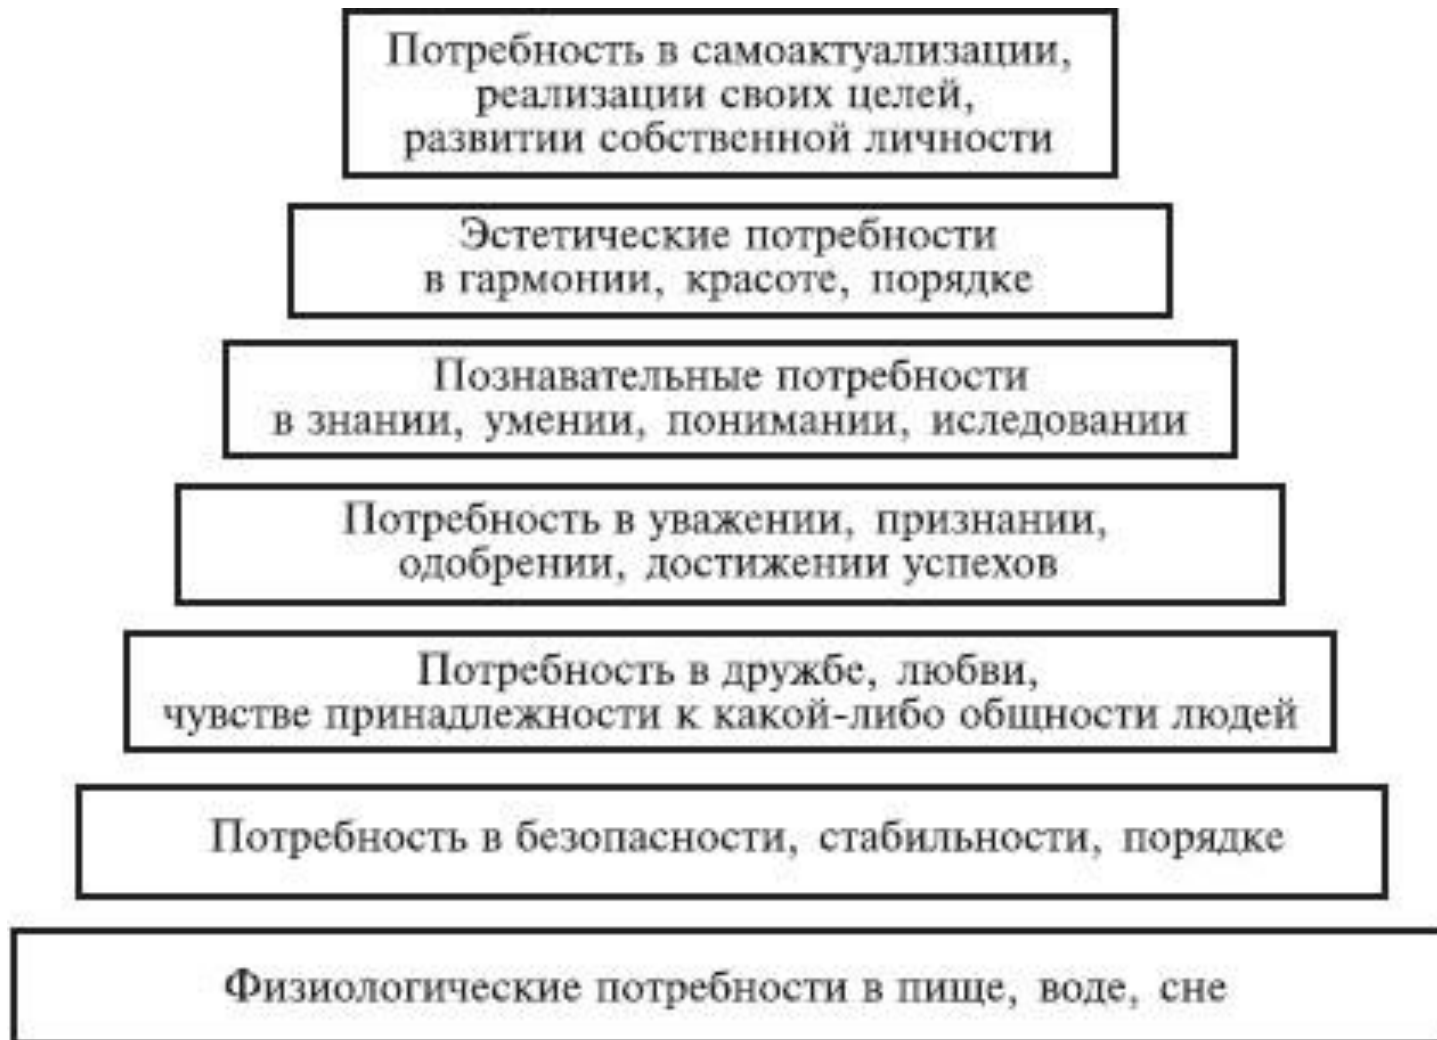 Потребность в самоактуализации,
реализации своих целей,
развитии собственной личности
Эстетические потребности
в гармонии, красоте, порядке
Познавательные потребности
в знании, умении, понимании, иследовании
Потребность в уважении, признании,
одобрении, достижении успехов
Потребность в дружбе, любви,
чувстве принадлежности к какой-либо общности людей
Потребность в безопасности, стабильности, порядке
Физиологические потребности в пище, воде, сне